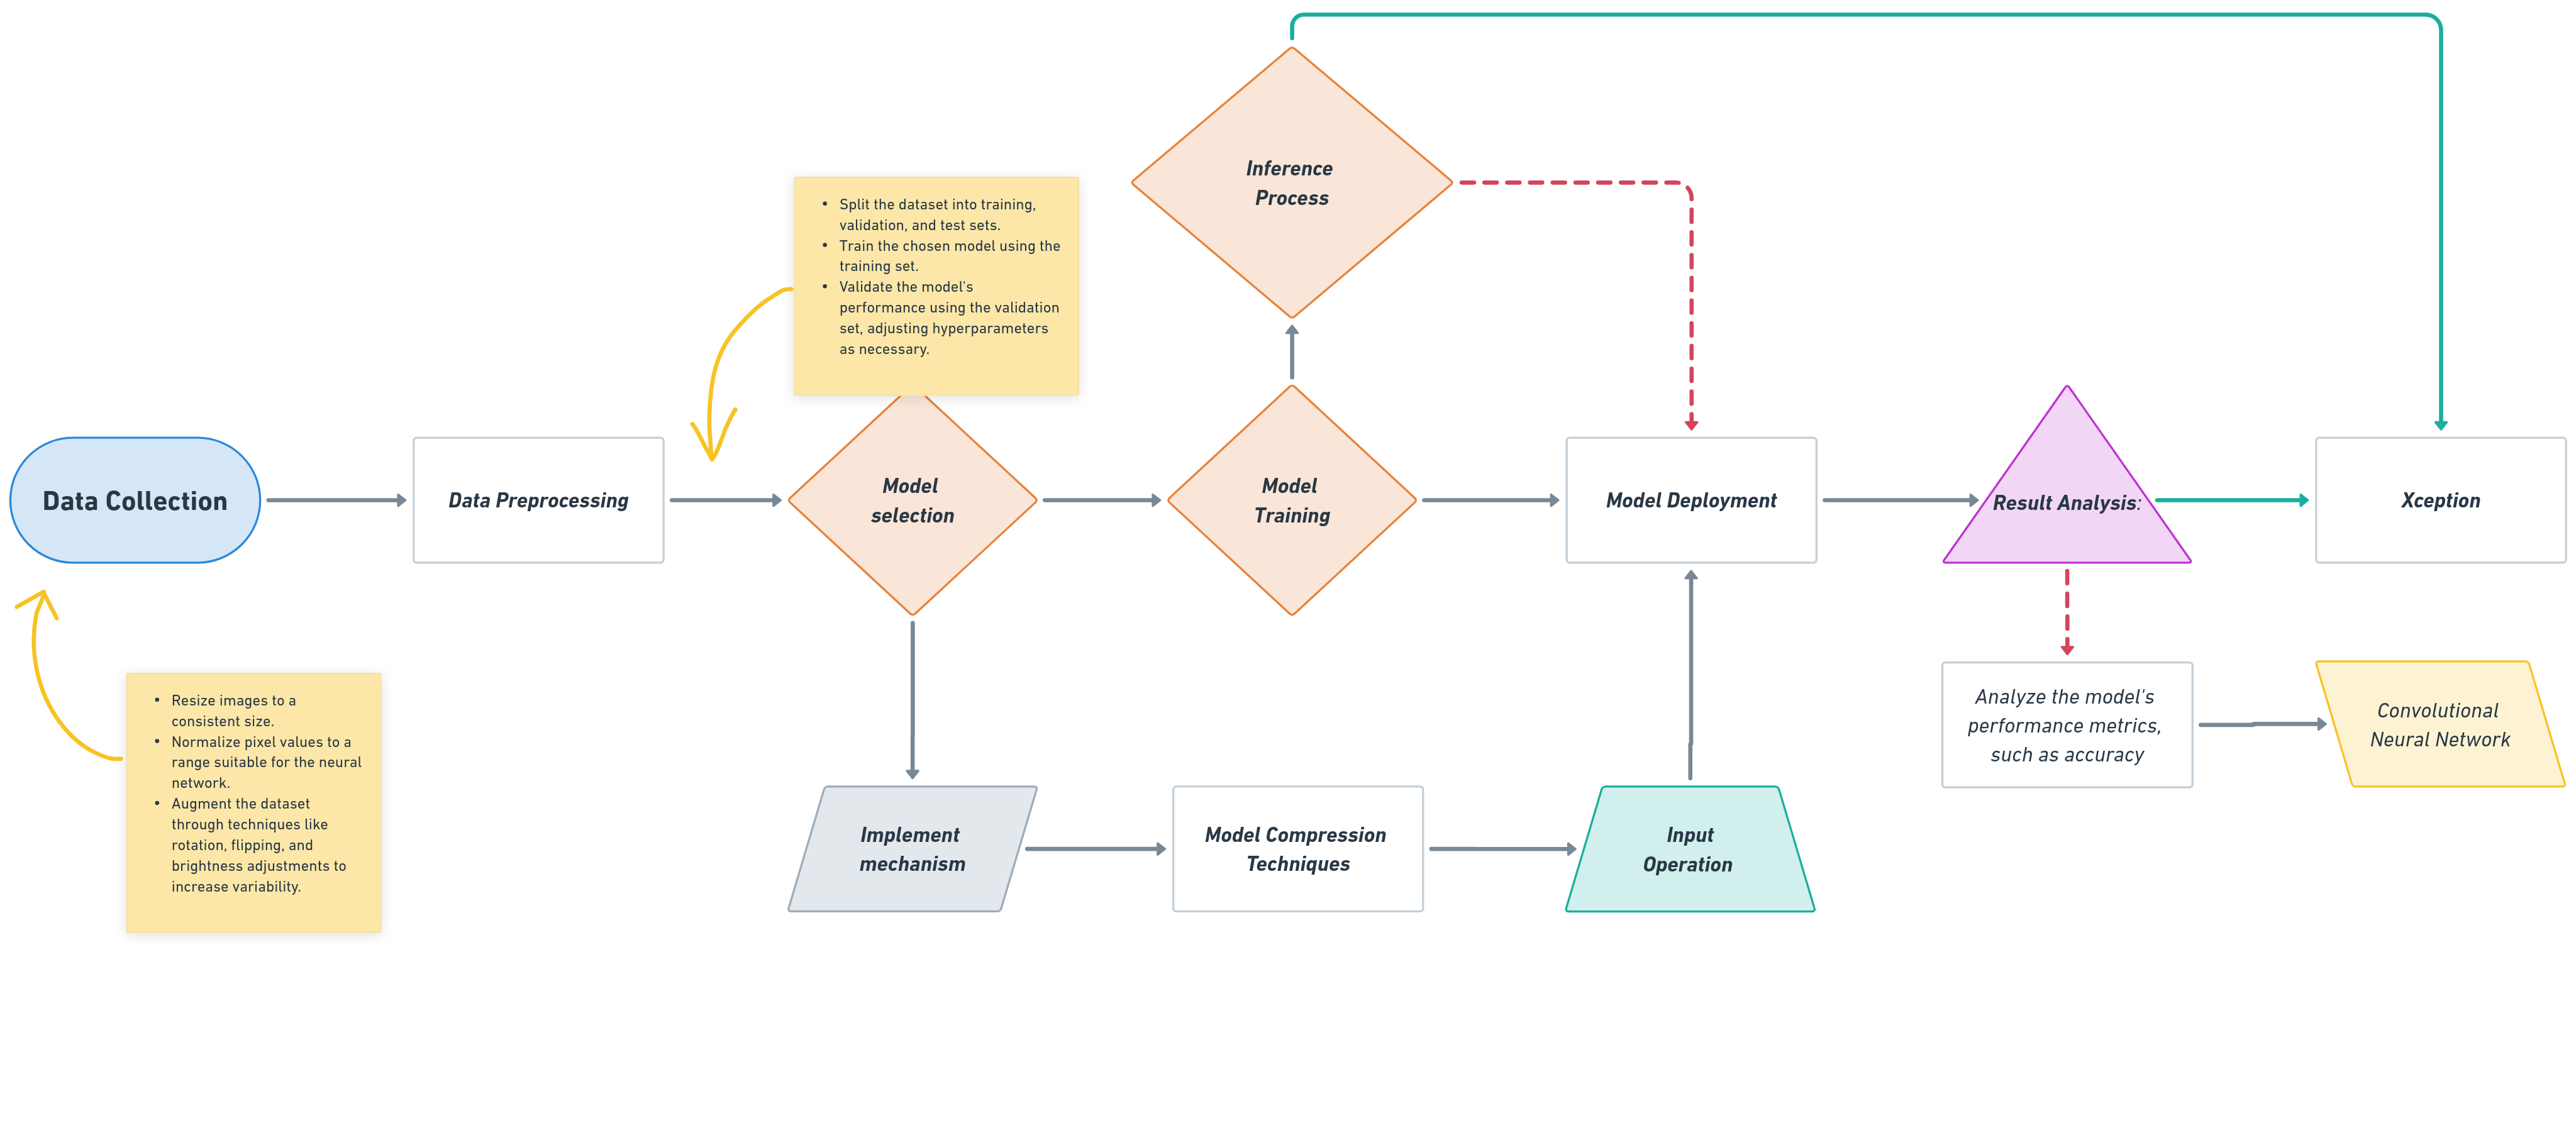 Inference
Process
• Split the dataset into training,
validation, and test sets.
• Train the chosen model using the
training set.
• Validate the model's
performance using the validation
set, adjusting hyperparameters
as necessary.
Data Collection
Data Preprocessing
Model
selection
Model
Training
Model Deployment
Result Analysis:
Xception
• Resize images to a
consistent size.
• Normalize pixel values to a
range suitable for the neural
network.
• Augment the dataset
through techniques like
rotation, flipping, and
brightness adjustments to
increase variability.
Analyze the model's
performance metrics,
such as accuracy
Convolutional
Neural Network
Implement
mechanism
Model Compression
Techniques
Input
Operation